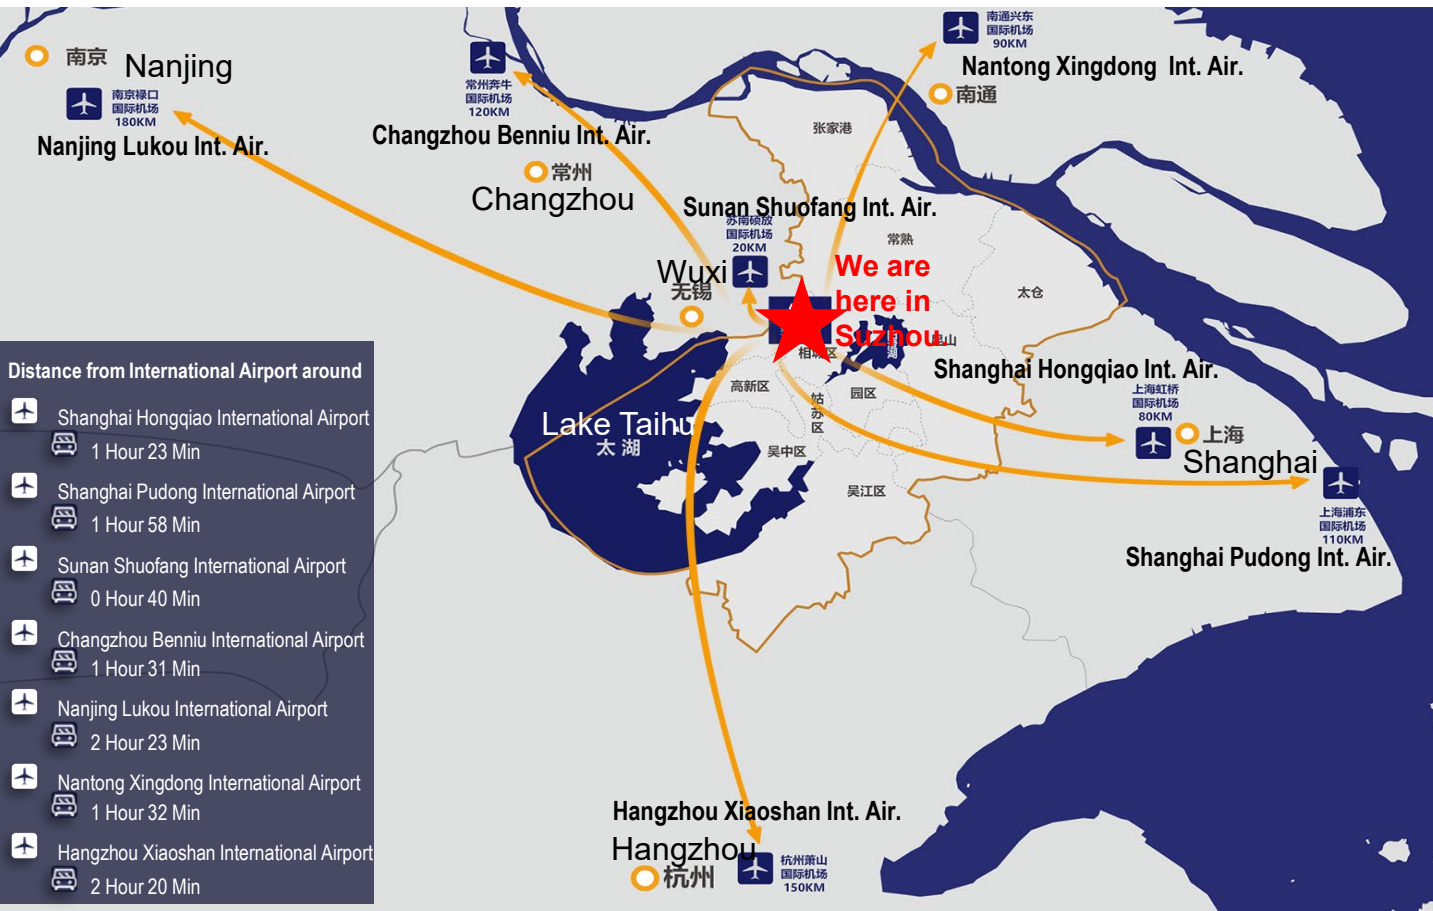 南京
Nanjing
南京禄口
国际机场
180KM
Nanjing Lukou Int. Air.
常州奔牛
国际机场
120KM
Changzhou Benniu Int. Air.
常州
Changzhou
南通兴东
国际机场
90KM
Nantong Xingdong Int. Air.
南通
张家港
Sunan Shuofang Int. Air.
苏南硕放
国际机场
20KM
常熟
Wuxi
无锡
We are
here in
Suzhou
太仓
相城区
Shanghai Hongqiao Int. Air.
上海虹桥
国际机场
80KM
上海
Shanghai
高新区
姑苏区
园区
Lake Taihu
太湖
吴中区
吴江区
上海浦东
国际机场
110KM
Shanghai Pudong Int. Air.
Hangzhou Xiaoshan Int. Air.
Hangzhou
杭州
杭州萧山
国际机场
150KM
Distance from International Airport around
Shanghai Hongqiao International Airport
1 Hour 23 Min
Shanghai Pudong International Airport
1 Hour 58 Min
Sunan Shuofang International Airport
0 Hour 40 Min
Changzhou Benniu International Airport
1 Hour 31 Min
Nanjing Lukou International Airport
2 Hour 23 Min
Nantong Xingdong International Airport
1 Hour 32 Min
Hangzhou Xiaoshan International Airport
2 Hour 20 Min